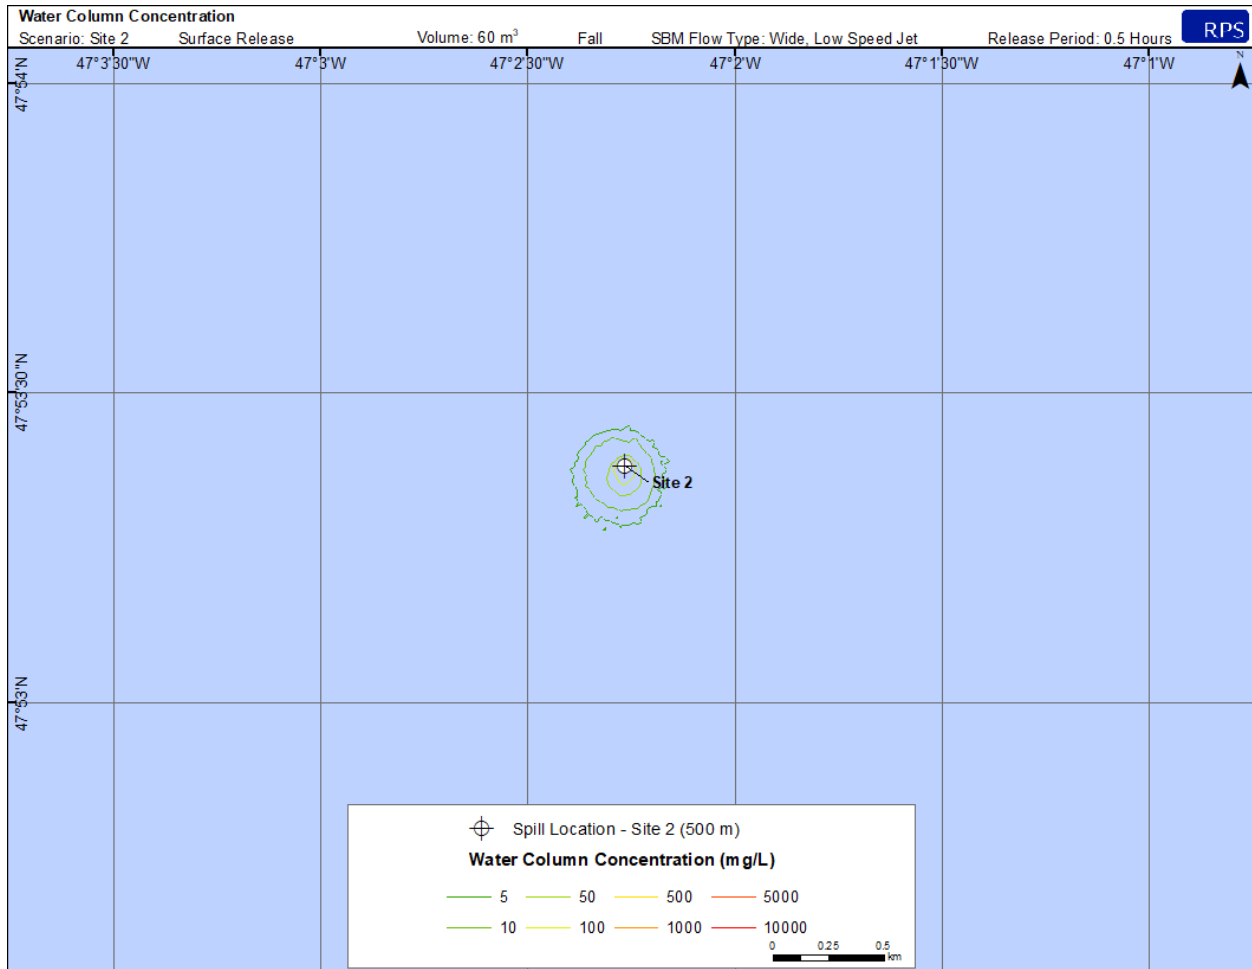 Water Column Concentration
Scenario: Site 2 Surface Release Volume: 60 m³ Fall SBM Flow Type: Wide, Low Speed Jet Release Period: 0.5 Hours RPS
47°3'30"W 47°3'W 47°2'30"W 47°2'W 47°1'30"W 47°1'W N
47°54'N
47°53'30"N
Site 2
47°53'N
Spill Location - Site 2 (500 m)
Water Column Concentration (mg/L)
5 50 500 5000
10 100 1000 10000
0 0.25 0.5
km